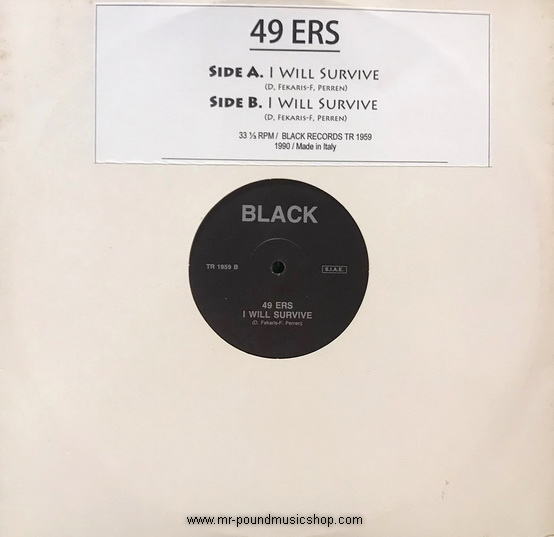 49 ERS
SIDE A. I WILL SURVIVE
(D, FEKARIS-F, PERREN)
SIDE B. I WILL SURVIVE
(D, FEKARIS-F, PERREN)
33 ⅓ RPM / BLACK RECORDS TR 1959
1990 / Made in Italy
BLACK
TR 1959 B
S.I.A.E.
49 ERS
I WILL SURVIVE
(D. Fekaris-F. Perren)
www.mr-poundmusicshop.com